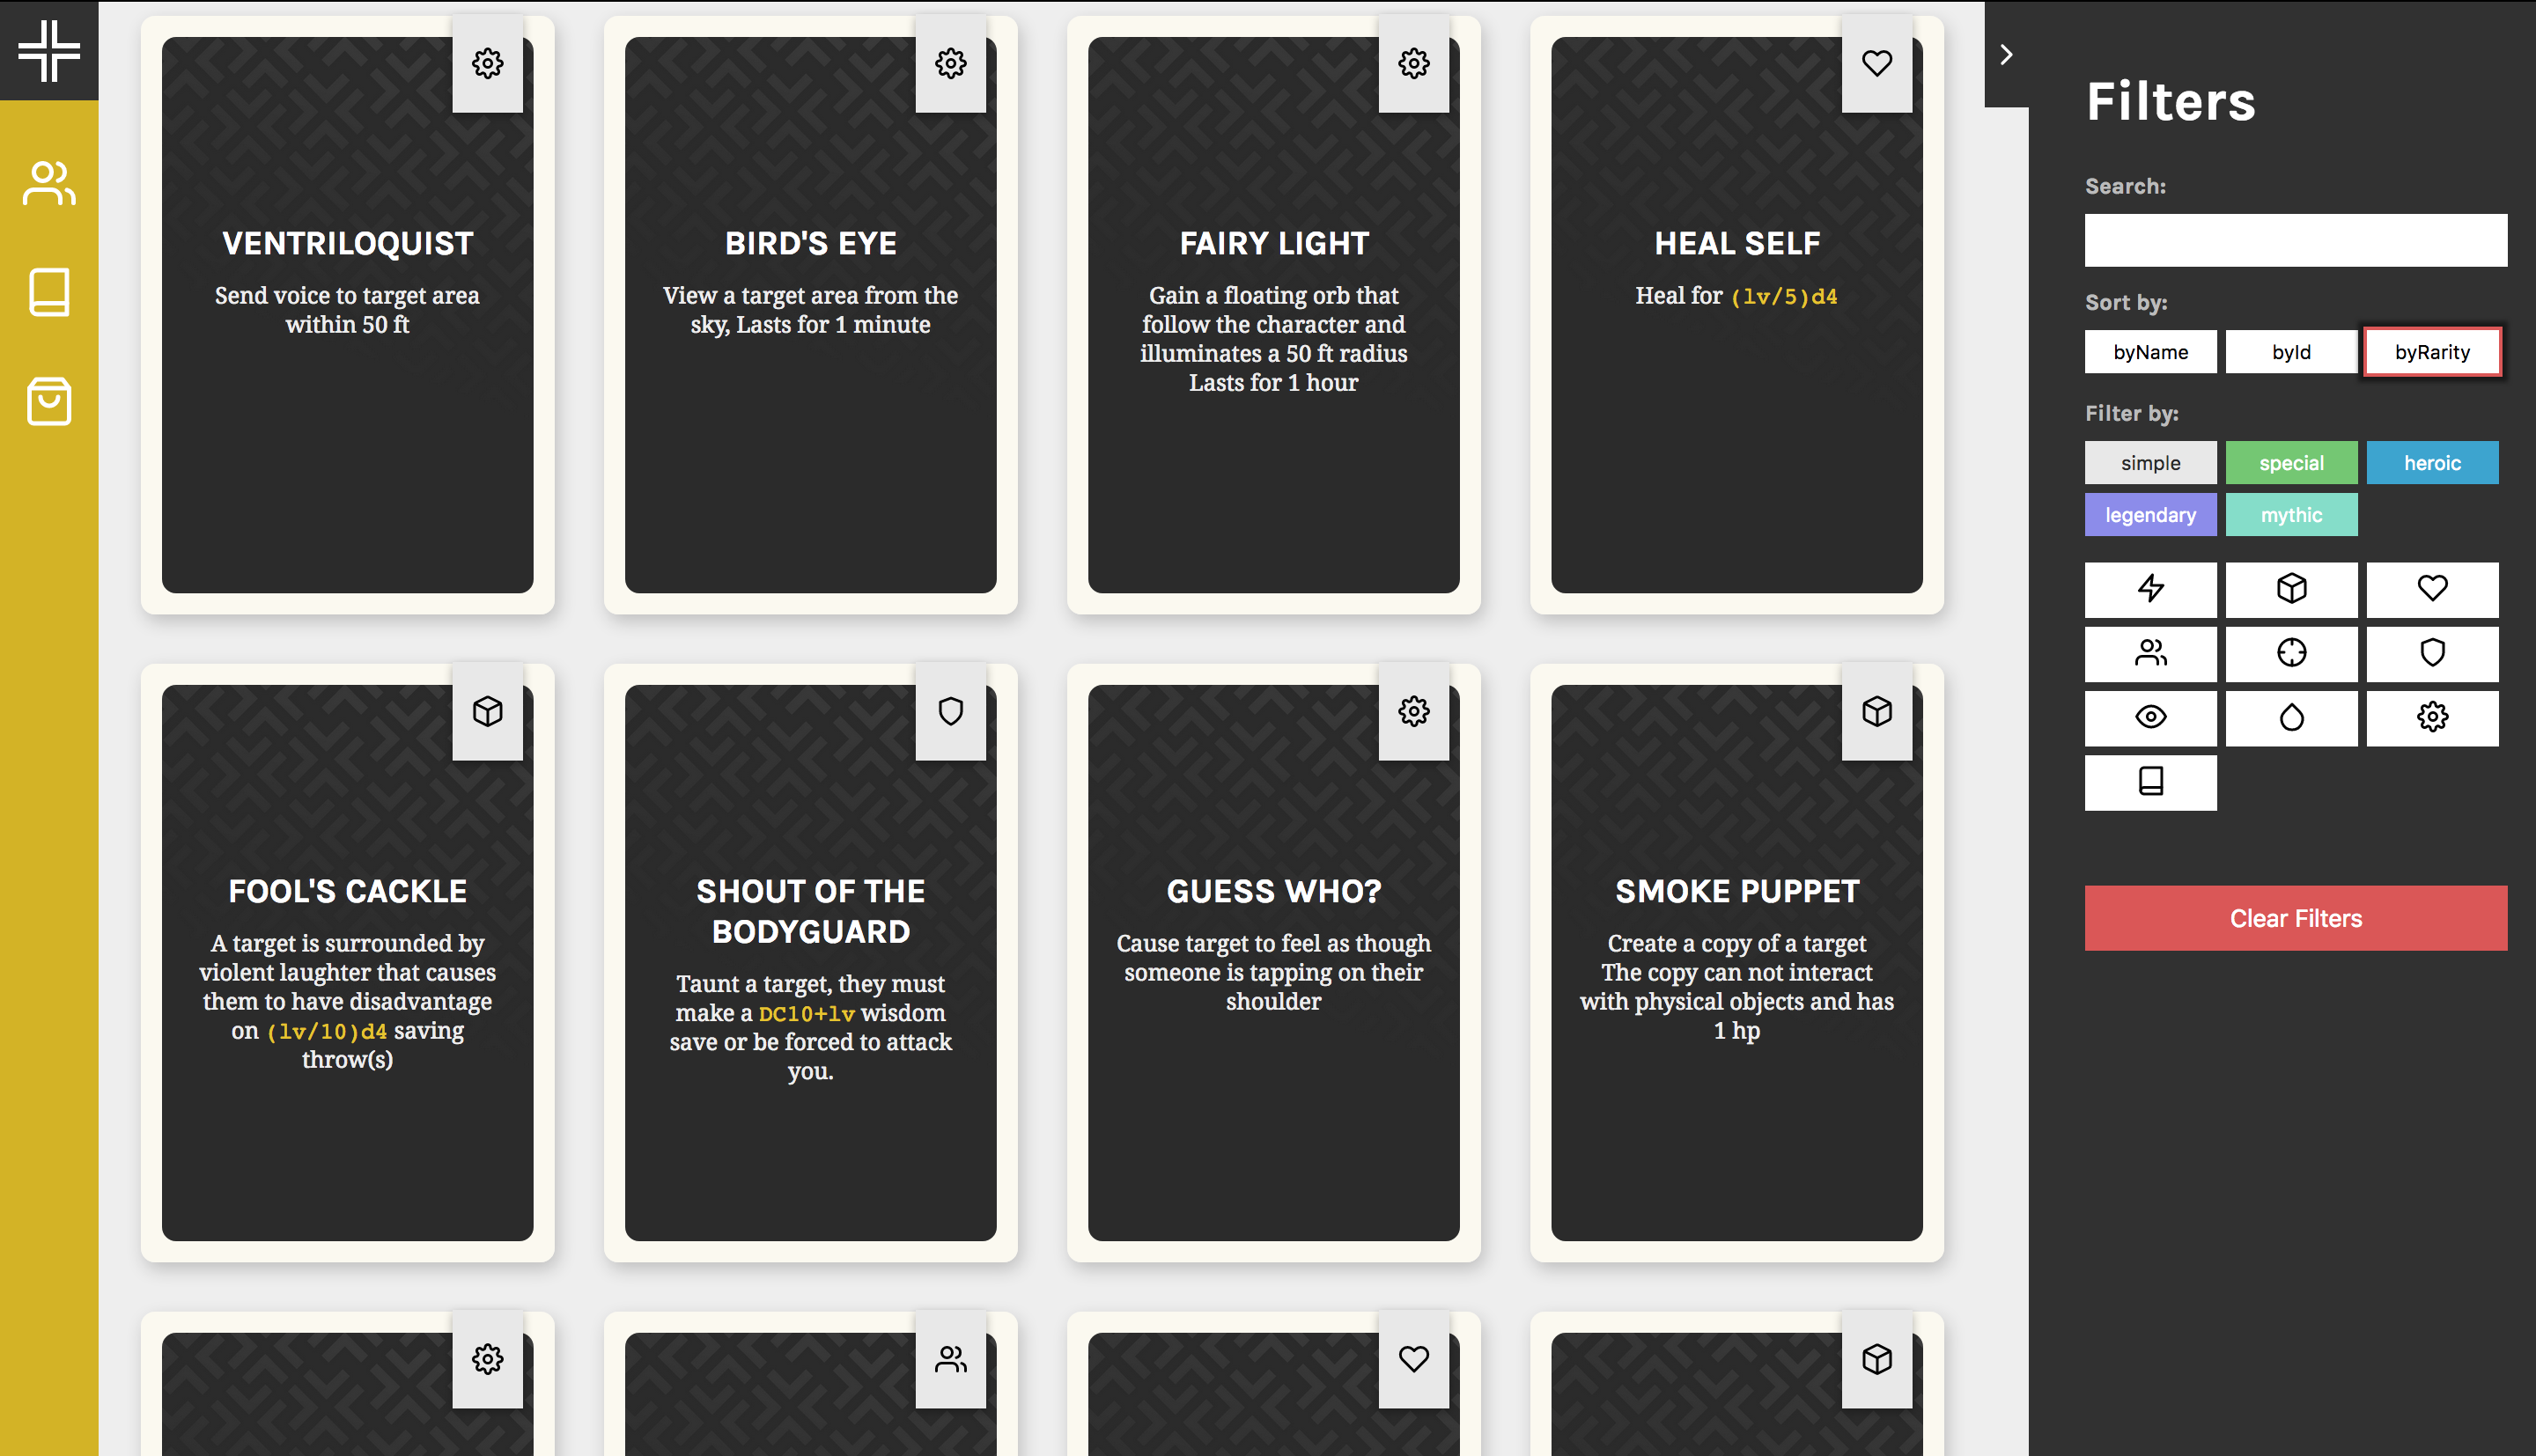 VENTRILOQUIST
Send voice to target area
within 50 ft
BIRD'S EYE
View a target area from the
sky, Lasts for 1 minute
FAIRY LIGHT
Gain a floating orb that
follow the character and
illuminates a 50 ft radius
Lasts for 1 hour
HEAL SELF
Heal for (lv/5)d4
FOOL'S CACKLE
A target is surrounded by
violent laughter that causes
them to have disadvantage
on (lv/10)d4 saving
throw(s)
SHOUT OF THE
BODYGUARD
Taunt a target, they must
make a DC10+lv wisdom
save or be forced to attack
you.
GUESS WHO?
Cause target to feel as though
someone is tapping on their
shoulder
SMOKE PUPPET
Create a copy of a target
The copy can not interact
with physical objects and has
1 hp
Filters
Search:
Sort by:
byName byId byRarity
Filter by:
simple special heroic
legendary mythic
Clear Filters